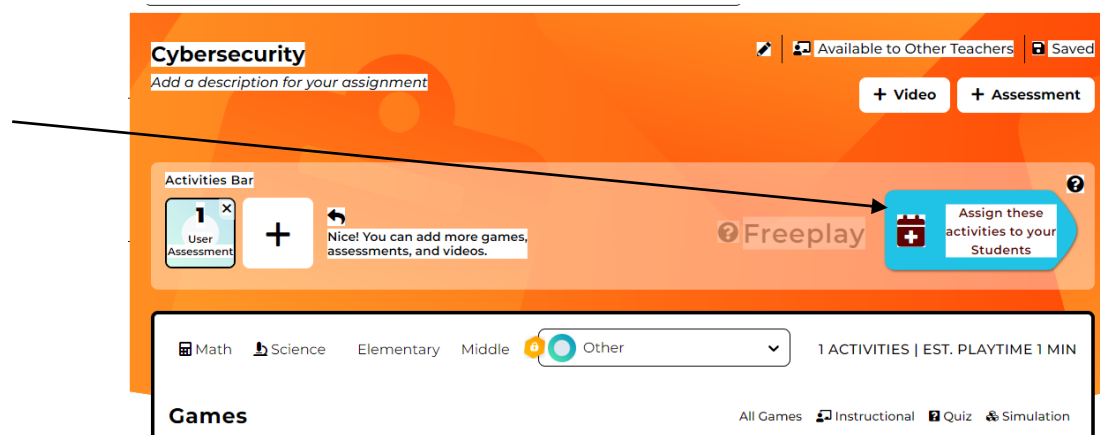 Cybersecurity
Available to Other Teachers
Saved
Add a description for your assignment
+ Video
+ Assessment
Activities Bar
1
User
Assessment
+
Nice! You can add more games,
assessments, and videos.
Freeplay
Assign these
activities to your
Students
Math
Science
Elementary
Middle
Other
1 ACTIVITIES | EST. PLAYTIME 1 MIN
Games
All Games
Instructional
Quiz
Simulation